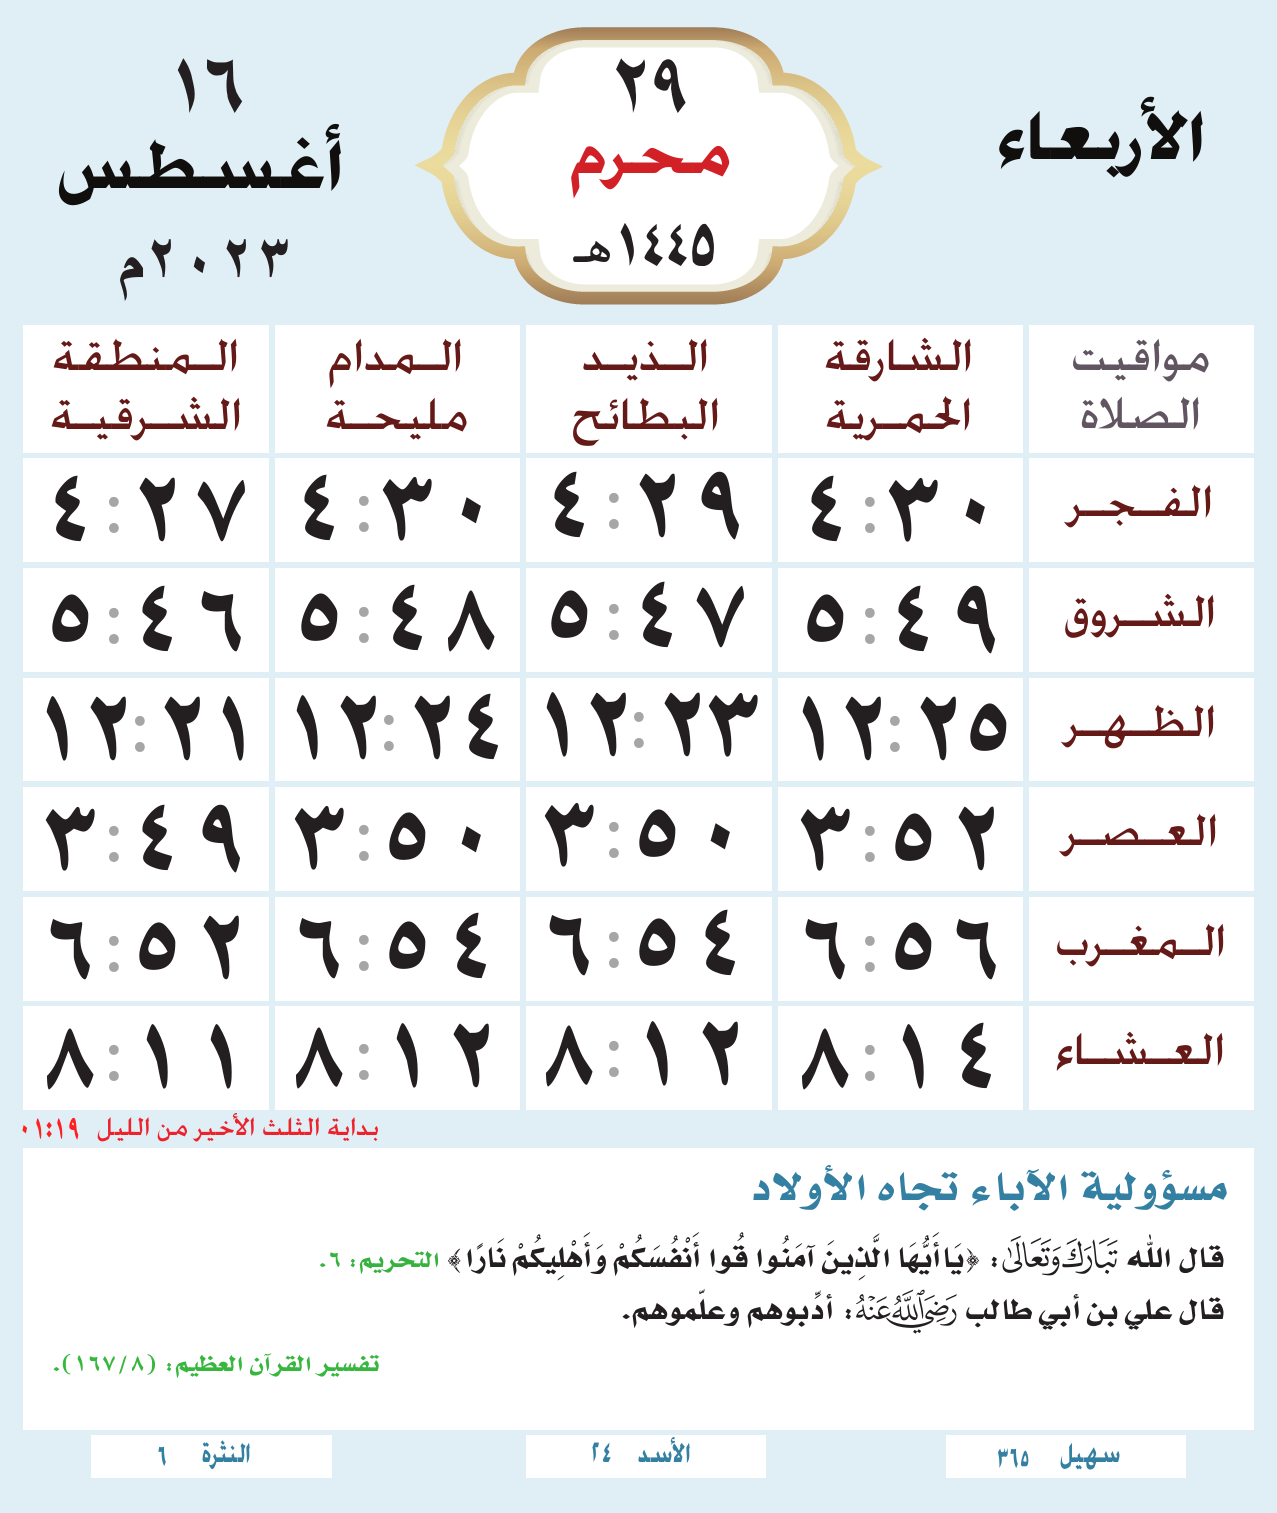 الأربعاء
٢٩
محرم
١٤٤٥هـ
١٦
أغسطس
٢٠٢٣م
مواقيت الصلاة
الشارقة الحمرية
الذيد البطائح
المدام مليحة
المنطقة الشرقية
الفجر ٤:٣٠ ٤:٢٩ ٤:٣٠ ٤:٢٧
الشروق ٥:٤٩ ٥:٤٧ ٥:٤٨ ٥:٤٦
الظهر ١٢:٢٥ ١٢:٢٣ ١٢:٢٤ ١٢:٢١
العصر ٣:٥٢ ٣:٥٠ ٣:٥٠ ٣:٤٩
المغرب ٦:٥٦ ٦:٥٤ ٦:٥٤ ٦:٥٢
العشاء ٨:١٤ ٨:١٢ ٨:١٢ ٨:١١
بداية الثلث الأخير من الليل ٠١:١٩
مسؤولية الآباء تجاه الأولاد
قال الله تَبَارَكَ وَتَعَالَىٰ: ﴿يَاأَيُّهَا الَّذِينَ آمَنُوا قُوا أَنْفُسَكُمْ وَأَهْلِيكُمْ نَارًا﴾ التحريم: ٦.
قال علي بن أبي طالب رَضِيَ اللَّهُ عَنْهُ: أدِّبوهم وعلّموهم.
تفسير القرآن العظيم: (٨/١٦٧).
سهيل ٣٦٥
الأسد ٢٤
النثرة ٦